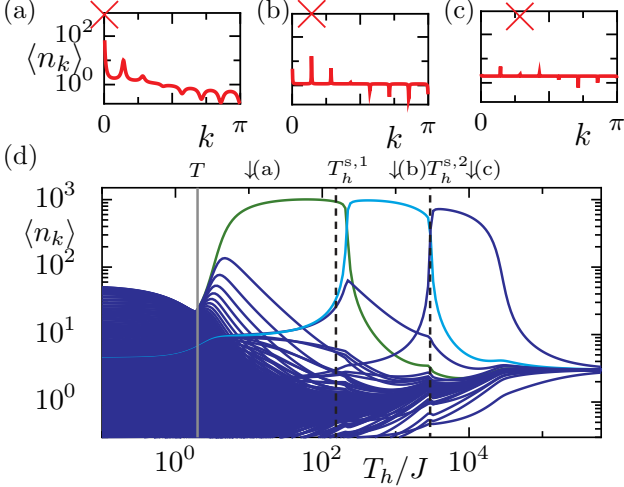 (a) (b) (c)
⟨n_k⟩ 10^2
10^0
0 k π 0 k π 0 k π
(d) T ↓(a) T_h^{s,1} ↓(b) T_h^{s,2} ↓(c)
10^3
⟨n_k⟩
10^2
10^1
10^0
10^0 10^2 T_h/J 10^4